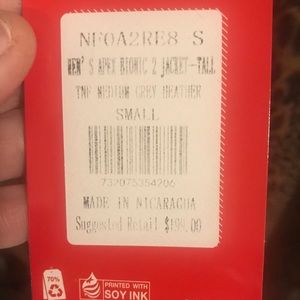 NF0A2RE8 S
MEN'S APEX BIONIC 2 JACKET-TALL
TNF MEDIUM GREY HEATHER
SMALL
732075354206
MADE IN NICARAGUA
Suggested Retail $199.00
70%
PRINTED WITH
SOY INK